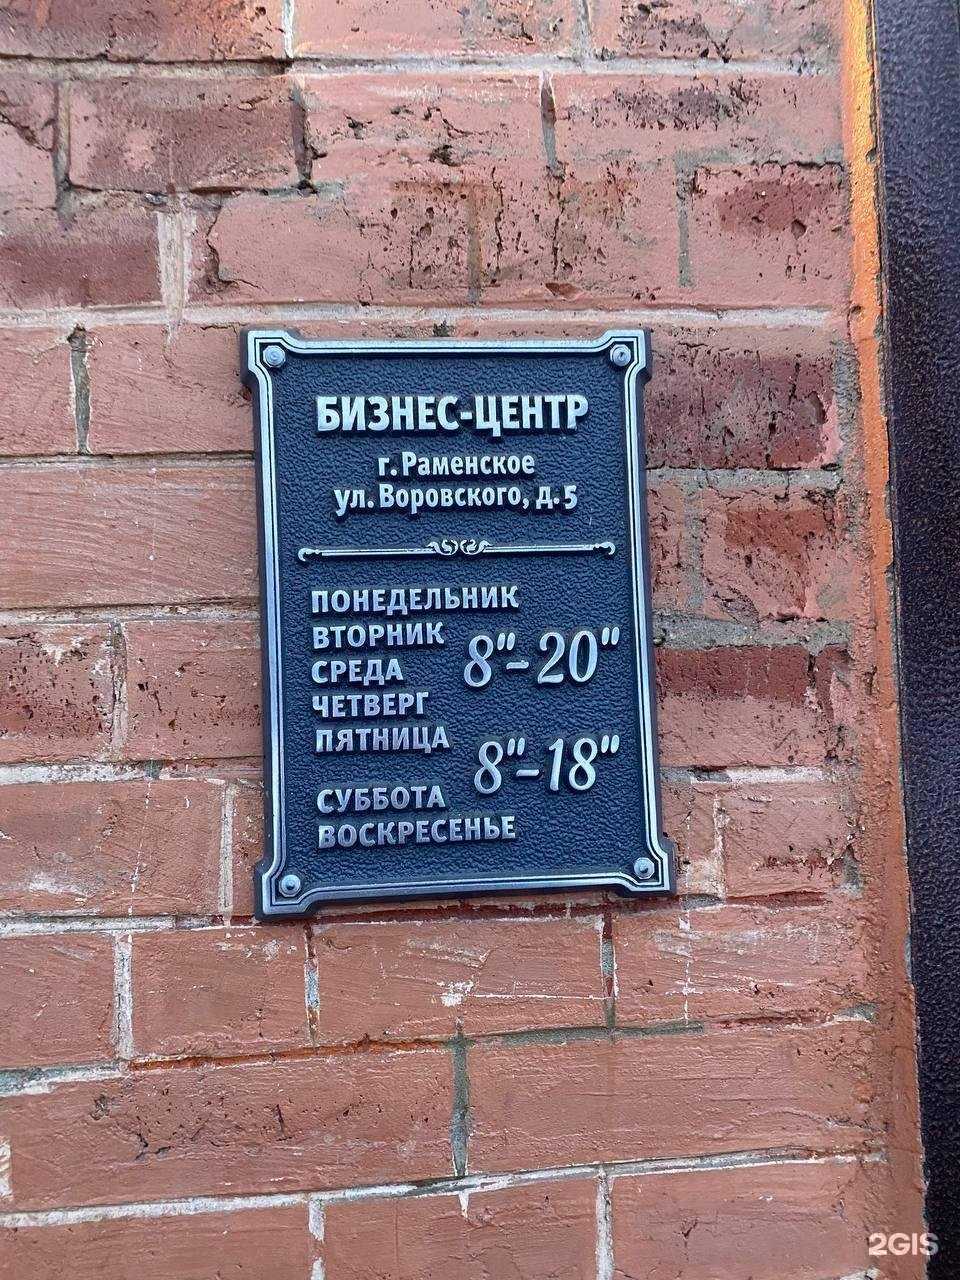 БИЗНЕС-ЦЕНТР
г. Раменское
ул. Воровского, д. 5
ПОНЕДЕЛЬНИК
ВТОРНИК
8"-20"
СРЕДА
ЧЕТВЕРГ
ПЯТНИЦА
8"-18"
СУББОТА
ВОСКРЕСЕНЬЕ
2GIS